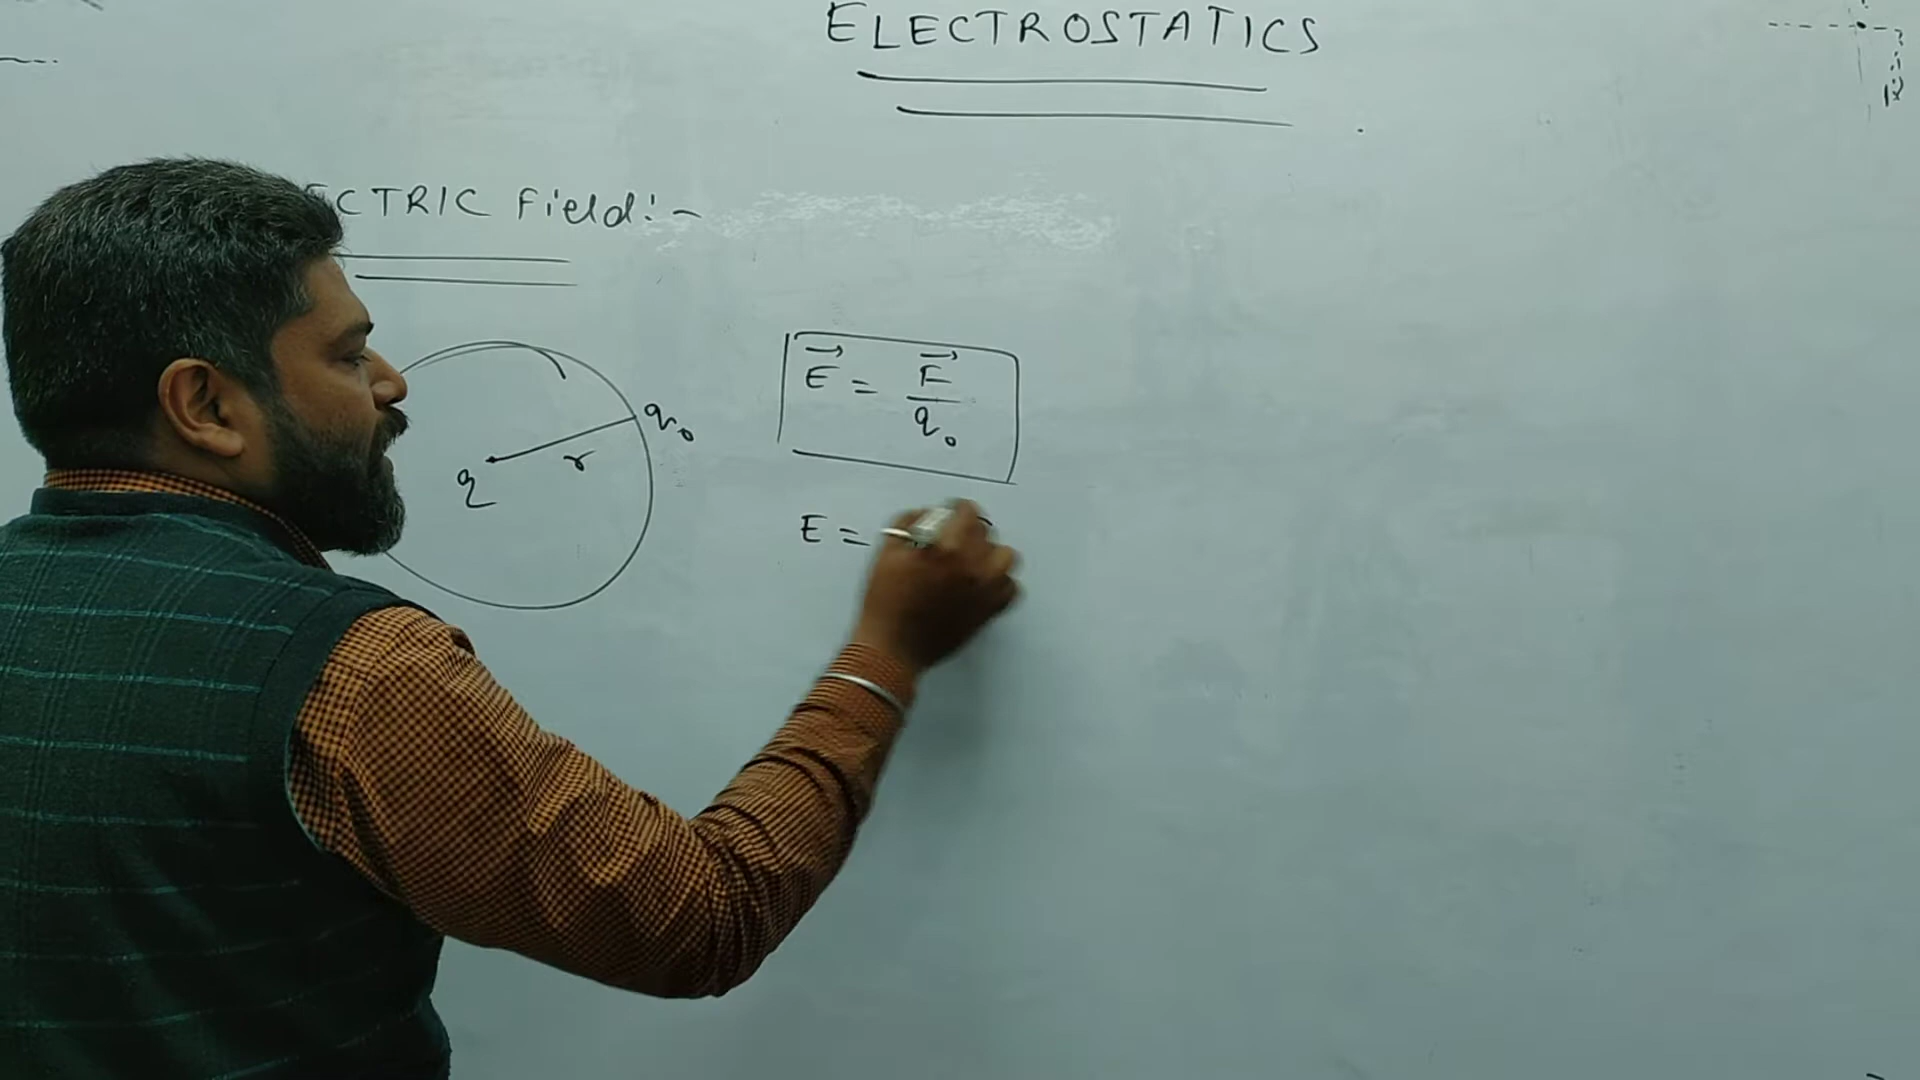 ELECTROSTATICS
CTRIC Field:-
E = F
q₀
q₀
r
q
E =